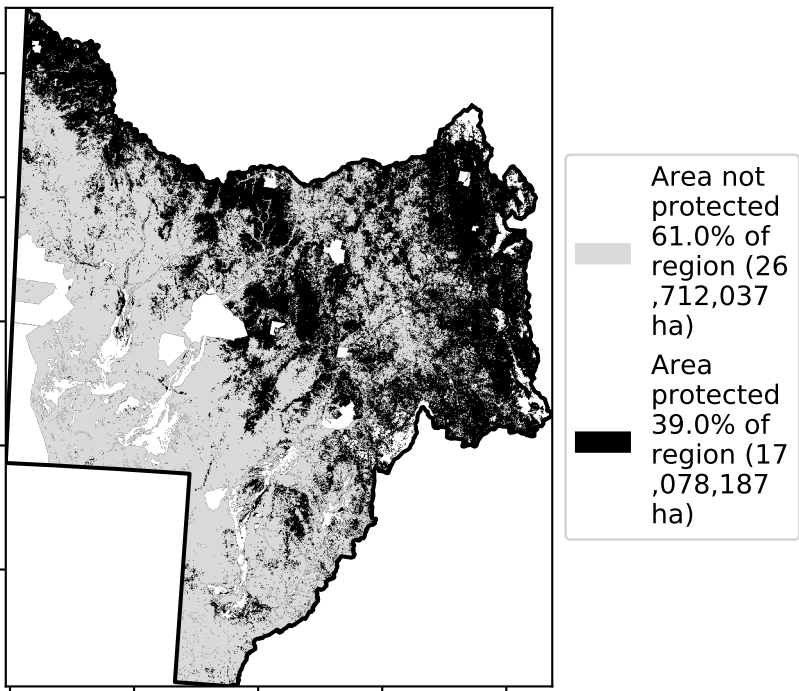 Area not
protected
61.0% of
region (26
,712,037
ha)
Area
protected
39.0% of
region (17
,078,187
ha)